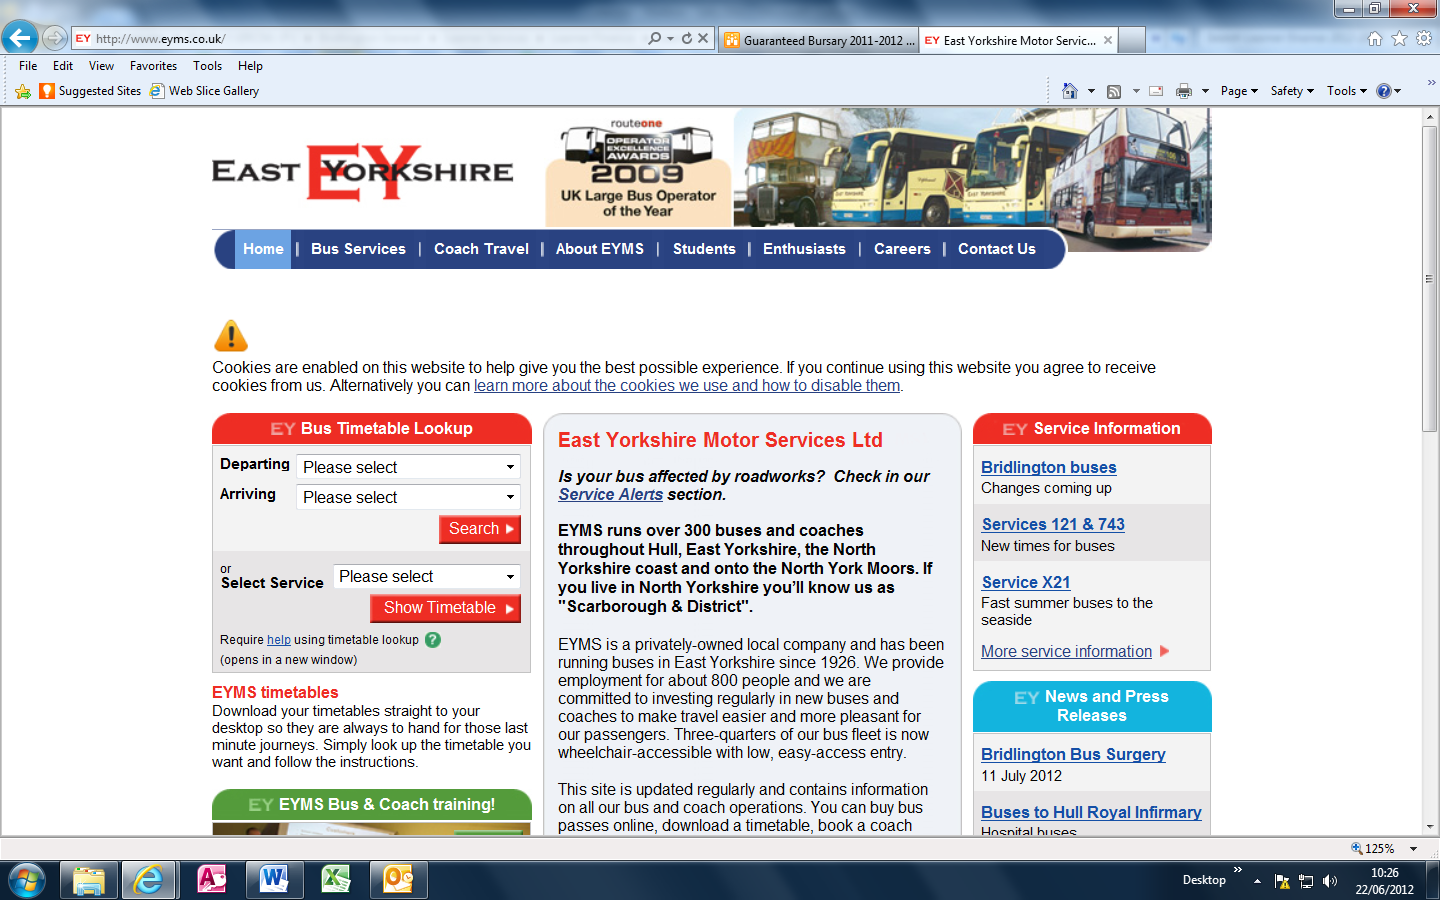 http://www.eyms.co.uk/
Guaranteed Bursary 2011-2012 ...
EY East Yorkshire Motor Servic...
File Edit View Favorites Tools Help
Suggested Sites Web Slice Gallery
Page Safety Tools
EAST EY YORKSHIRE
routeone
OPERATOR
EXCELLENCE
AWARDS
2009
UK Large Bus Operator
of the Year
Home | Bus Services | Coach Travel | About EYMS | Students | Enthusiasts | Careers | Contact Us
Cookies are enabled on this website to help give you the best possible experience. If you continue using this website you agree to receive
cookies from us. Alternatively you can learn more about the cookies we use and how to disable them.
EY Bus Timetable Lookup
Departing Please select
Arriving Please select
Search
or
Select Service Please select
Show Timetable
Require help using timetable lookup ?
(opens in a new window)
EYMS timetables
Download your timetables straight to your
desktop so they are always to hand for those last
minute journeys. Simply look up the timetable you
want and follow the instructions.
EY EYMS Bus & Coach training!
East Yorkshire Motor Services Ltd
Is your bus affected by roadworks? Check in our
Service Alerts section.
EYMS runs over 300 buses and coaches
throughout Hull, East Yorkshire, the North
Yorkshire coast and onto the North York Moors. If
you live in North Yorkshire you’ll know us as
"Scarborough & District".
EYMS is a privately-owned local company and has been
running buses in East Yorkshire since 1926. We provide
employment for about 800 people and we are
committed to investing regularly in new buses and
coaches to make travel easier and more pleasant for
our passengers. Three-quarters of our bus fleet is now
wheelchair-accessible with low, easy-access entry.
This site is updated regularly and contains information
on all our bus and coach operations. You can buy bus
passes online, download a timetable, book a coach
EY Service Information
Bridlington buses
Changes coming up
Services 121 & 743
New times for buses
Service X21
Fast summer buses to the
seaside
More service information
EY News and Press
Releases
Bridlington Bus Surgery
11 July 2012
Buses to Hull Royal Infirmary
Hospital buses
125%
Desktop
10:26
22/06/2012